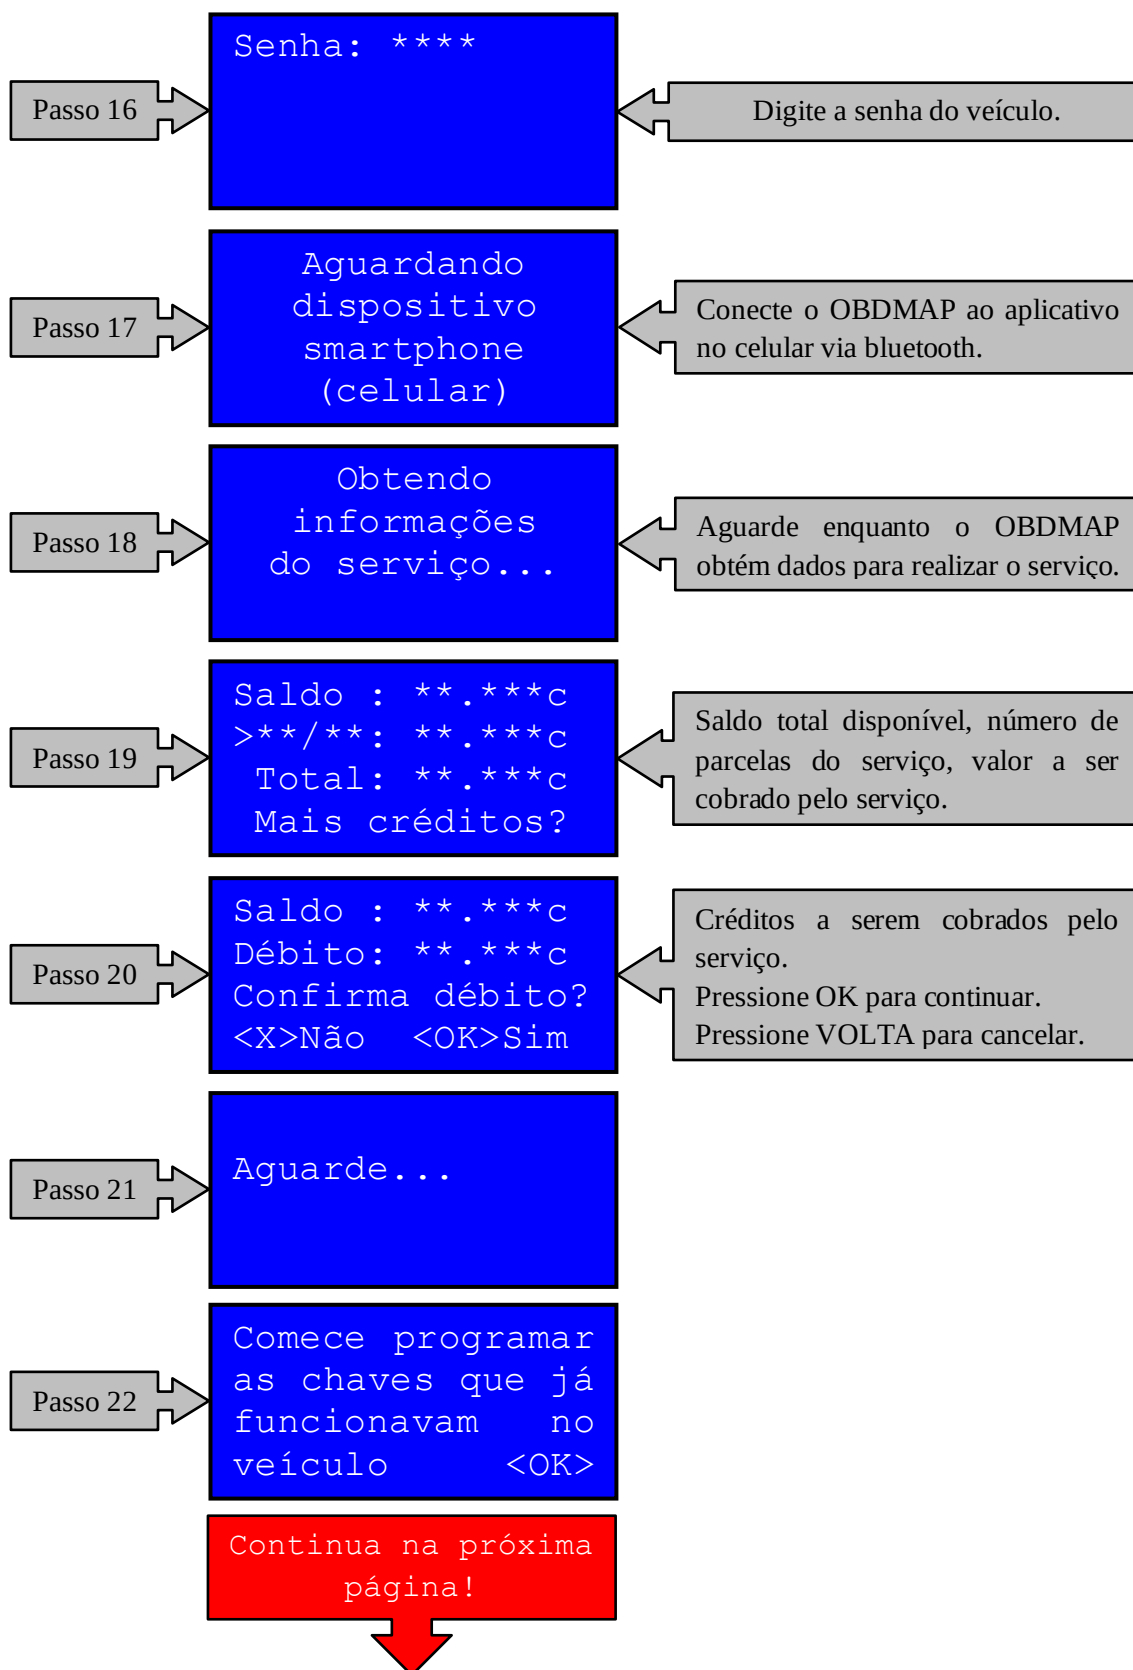 Senha: ****
Passo 16
Digite a senha do veículo.
Aguardando
dispositivo
smartphone
(celular)
Passo 17
Conecte o OBDMAP ao aplicativo
no celular via bluetooth.
Obtendo
informações
do serviço...
Passo 18
Aguarde enquanto o OBDMAP
obtém dados para realizar o serviço.
Saldo : **.***c
>**/**: **.***c
Total: **.***c
Mais créditos?
Passo 19
Saldo total disponível, número de
parcelas do serviço, valor a ser
cobrado pelo serviço.
Saldo : **.***c
Débito: **.***c
Confirma débito?
<X>Não <OK>Sim
Passo 20
Créditos a serem cobrados pelo
serviço.
Pressione OK para continuar.
Pressione VOLTA para cancelar.
Aguarde...
Passo 21
Comece programar
as chaves que já
funcionavam no
veículo <OK>
Passo 22
Continua na próxima
página!